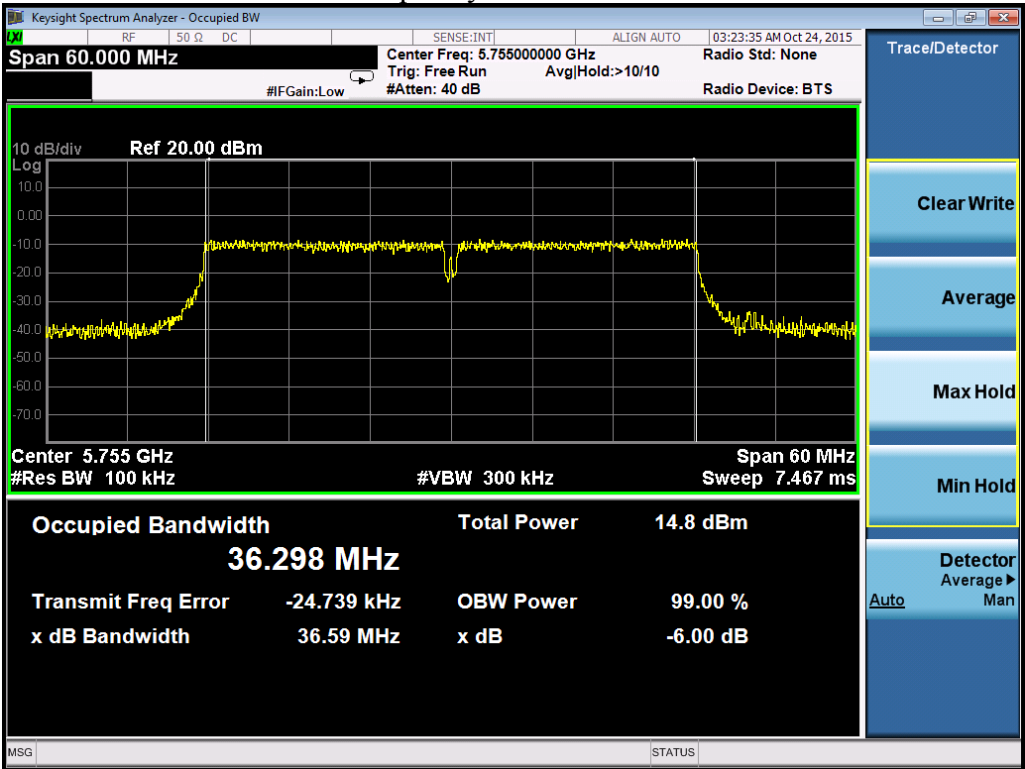 Keysight Spectrum Analyzer - Occupied BW
LXI RF 50 Ω DC SENSE:INT ALIGN AUTO 03:23:35 AM Oct 24, 2015
Span 60.000 MHz
Center Freq: 5.755000000 GHz Radio Std: None
Trig: Free Run Avg|Hold:>10/10
#IFGain:Low #Atten: 40 dB Radio Device: BTS
10 dB/div Ref 20.00 dBm
Log
10.0
0.00
-10.0
-20.0
-30.0
-40.0
-50.0
-60.0
-70.0
Center 5.755 GHz Span 60 MHz
#Res BW 100 kHz #VBW 300 kHz Sweep 7.467 ms
Occupied Bandwidth Total Power 14.8 dBm
36.298 MHz
Transmit Freq Error -24.739 kHz OBW Power 99.00 %
x dB Bandwidth 36.59 MHz x dB -6.00 dB
Trace/Detector
Clear Write
Average
Max Hold
Min Hold
Detector
Average
Auto Man
MSG STATUS